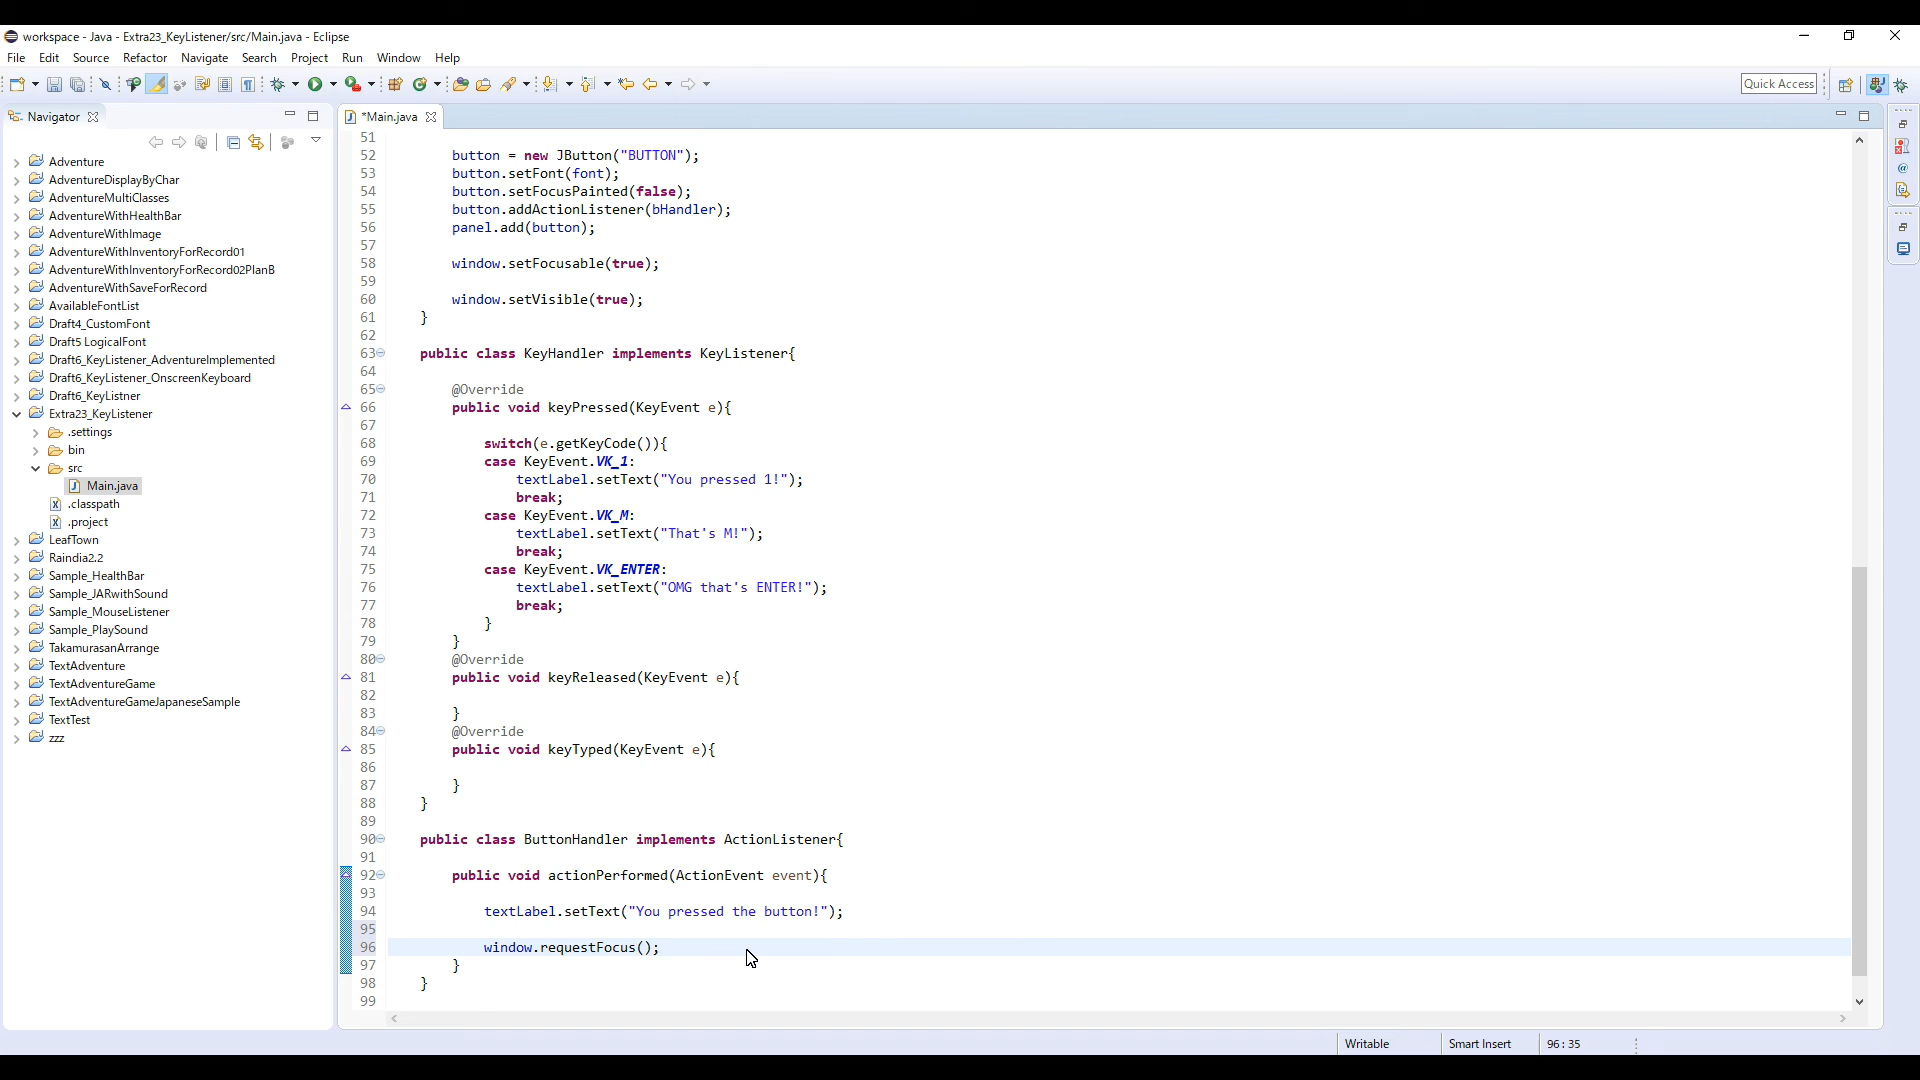 workspace - Java - Extra23_KeyListener/src/Main.java - Eclipse
File Edit Source Refactor Navigate Search Project Run Window Help
Quick Access
Navigator
*Main.java
Adventure
AdventureDisplayByChar
AdventureMultiClasses
AdventureWithHealthBar
AdventureWithImage
AdventureWithInventoryForRecord01
AdventureWithInventoryForRecord02PlanB
AdventureWithSaveForRecord
AvailableFontList
Draft4_CustomFont
Draft5 LogicalFont
Draft6_KeyListener_AdventureImplemented
Draft6_KeyListener_OnscreenKeyboard
Draft6_KeyListner
Extra23_KeyListener
.settings
bin
src
Main.java
.classpath
.project
LeafTown
Raindia2.2
Sample_HealthBar
Sample_JARwithSound
Sample_MouseListener
Sample_PlaySound
TakamurasanArrange
TextAdventure
TextAdventureGame
TextAdventureGameJapaneseSample
TextTest
zzz
51
52 button = new JButton("BUTTON");
53 button.setFont(font);
54 button.setFocusPainted(false);
55 button.addActionListener(bHandler);
56 panel.add(button);
57
58 window.setFocusable(true);
59
60 window.setVisible(true);
61 }
62
63 public class KeyHandler implements KeyListener{
64
65 @Override
66 public void keyPressed(KeyEvent e){
67
68 switch(e.getKeyCode()){
69 case KeyEvent.VK_1:
70 textLabel.setText("You pressed 1!");
71 break;
72 case KeyEvent.VK_M:
73 textLabel.setText("That's M!");
74 break;
75 case KeyEvent.VK_ENTER:
76 textLabel.setText("OMG that's ENTER!");
77 break;
78 }
79 }
80 @Override
81 public void keyReleased(KeyEvent e){
82
83 }
84 @Override
85 public void keyTyped(KeyEvent e){
86
87 }
88 }
89
90 public class ButtonHandler implements ActionListener{
91
92 public void actionPerformed(ActionEvent event){
93
94 textLabel.setText("You pressed the button!");
95
96 window.requestFocus();
97 }
98 }
99
Writable Smart Insert 96 : 35